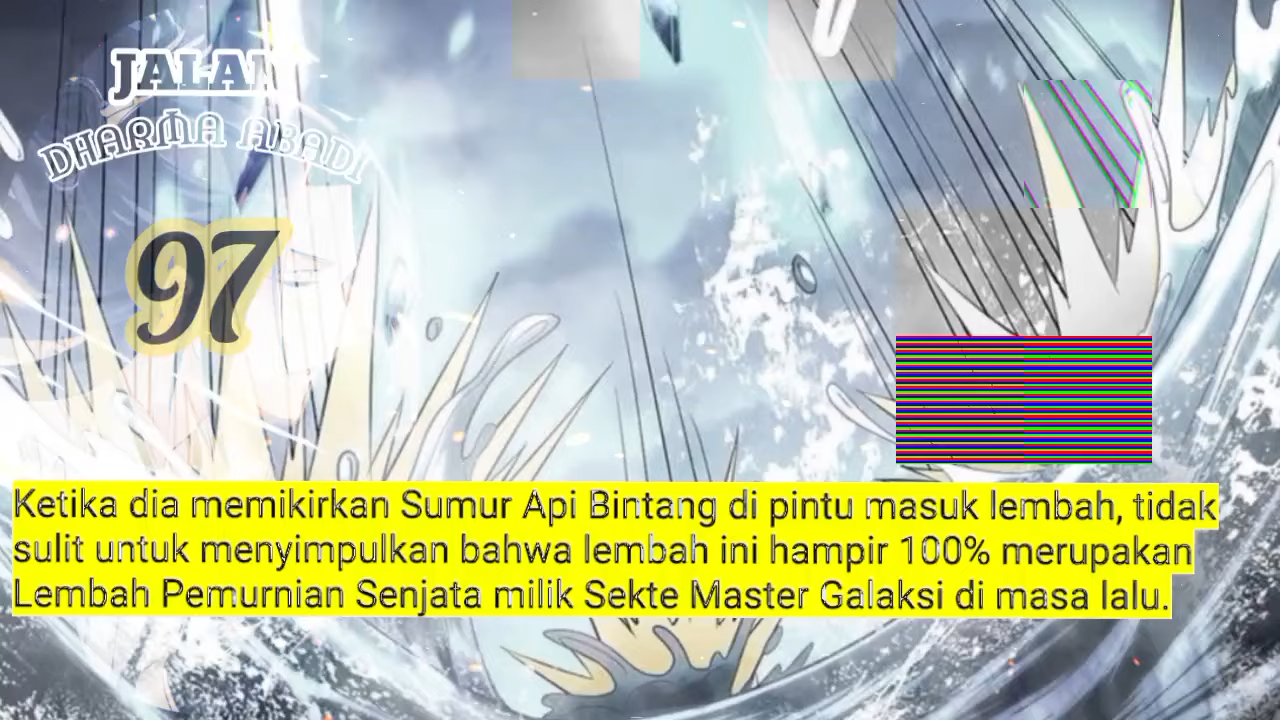 JALAN
DHARMA ABADI
97
Ketika dia memikirkan Sumur Api Bintang di pintu masuk lembah, tidak
sulit untuk menyimpulkan bahwa lembah ini hampir 100% merupakan
Lembah Pemurnian Senjata milik Sekte Master Galaksi di masa lalu.